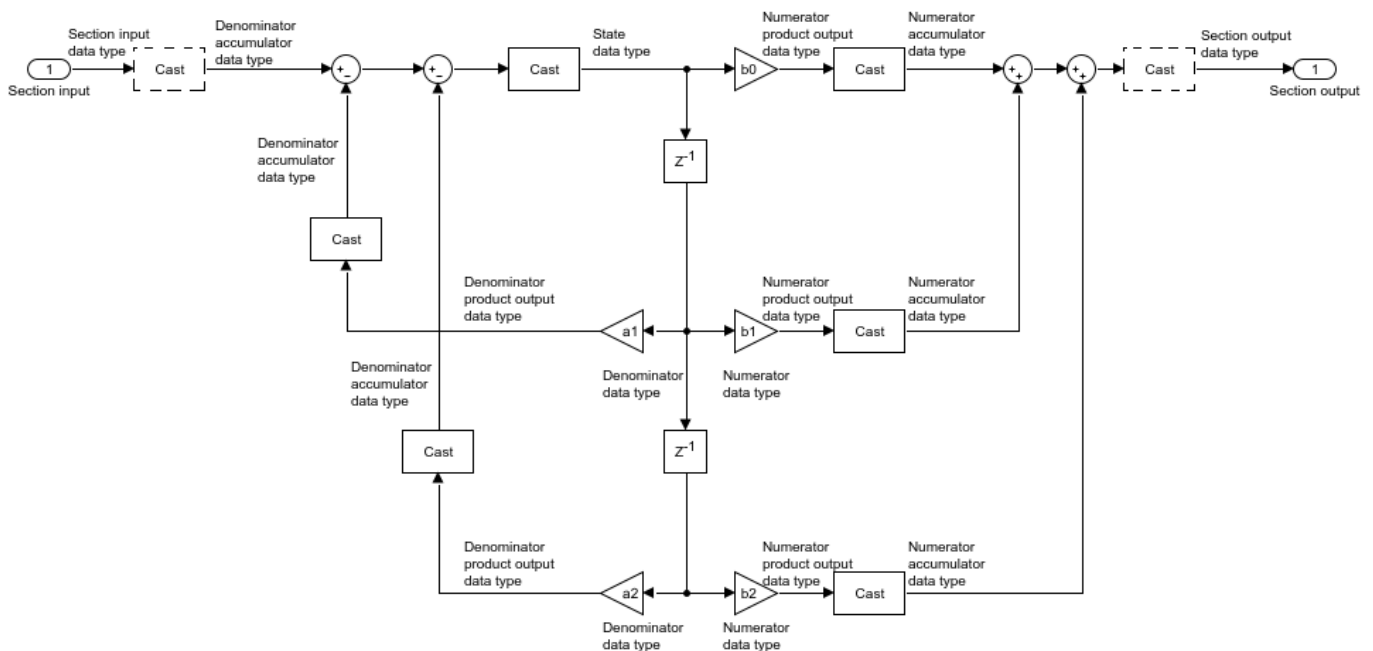 Section input
data type
1
Section input
Cast
Denominator
accumulator
data type
+
-
+
-
Cast
State
data type
b0
Numerator
product output
data type
Cast
Numerator
accumulator
data type
+
+
+
+
Cast
Section output
data type
1
Section output
Z-1
Denominator
accumulator
data type
Cast
Denominator
product output
data type
a1
b1
Numerator
product output
data type
Cast
Numerator
accumulator
data type
Denominator
accumulator
data type
Denominator
data type
Numerator
data type
Cast
Z-1
Denominator
product output
data type
a2
b2
Numerator
product output
data type
Cast
Numerator
accumulator
data type
Denominator
data type
Numerator
data type